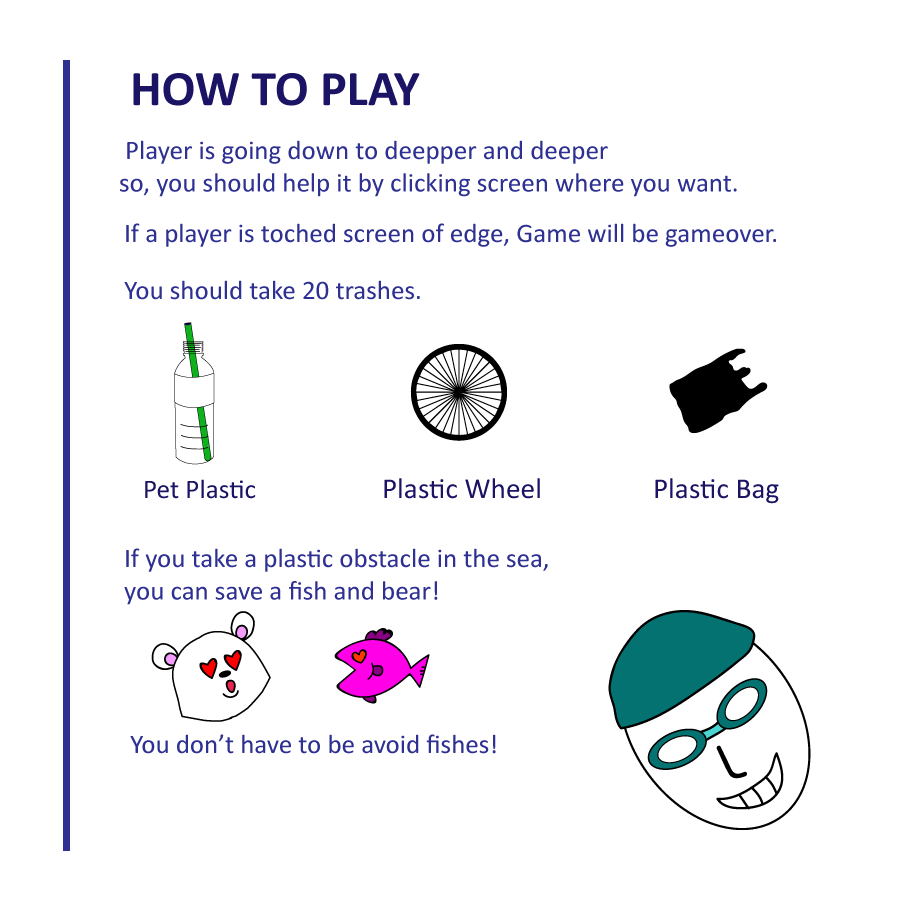 HOW TO PLAY
Player is going down to deepper and deeper
so, you should help it by clicking screen where you want.
If a player is toched screen of edge, Game will be gameover.
You should take 20 trashes.
Pet Plastic
Plastic Wheel
Plastic Bag
If you take a plastic obstacle in the sea,
you can save a fish and bear!
You don’t have to be avoid fishes!